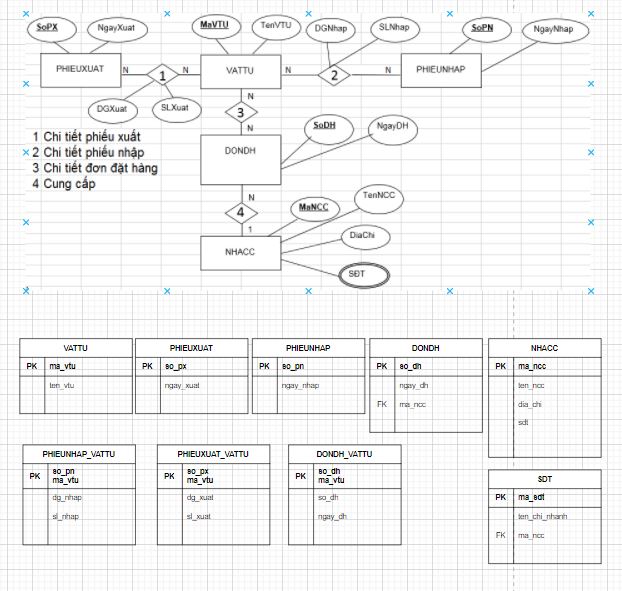 SoPX
NgayXuat
MaVTU
TenVTU
DGNhap
SLNhap
SoPN
NgayNhap
PHIEUXUAT
N
1
N
VATTU
N
2
N
PHIEUNHAP
DGXuat
SLXuat
N
3
N
1 Chi tiết phiếu xuất
2 Chi tiết phiếu nhập
3 Chi tiết đơn đặt hàng
4 Cung cấp
SoDH
NgayDH
DONDH
N
4
1
MaNCC
TenNCC
DiaChi
NHACC
SĐT
VATTU
PK ma_vtu
ten_vtu
PHIEUXUAT
PK so_px
ngay_xuat
PHIEUNHAP
PK so_pn
ngay_nhap
DONDH
PK so_dh
ngay_dh
FK ma_ncc
NHACC
PK ma_ncc
ten_ncc
dia_chi
sdt
PHIEUNHAP_VATTU
so_pn
PK ma_vtu
dg_nhap
sl_nhap
PHIEUXUAT_VATTU
so_px
PK ma_vtu
dg_xuat
sl_xuat
DONDH_VATTU
so_dh
PK ma_vtu
so_dh
ngay_dh
SDT
PK ma_sdt
ten_chi_nhanh
FK ma_ncc